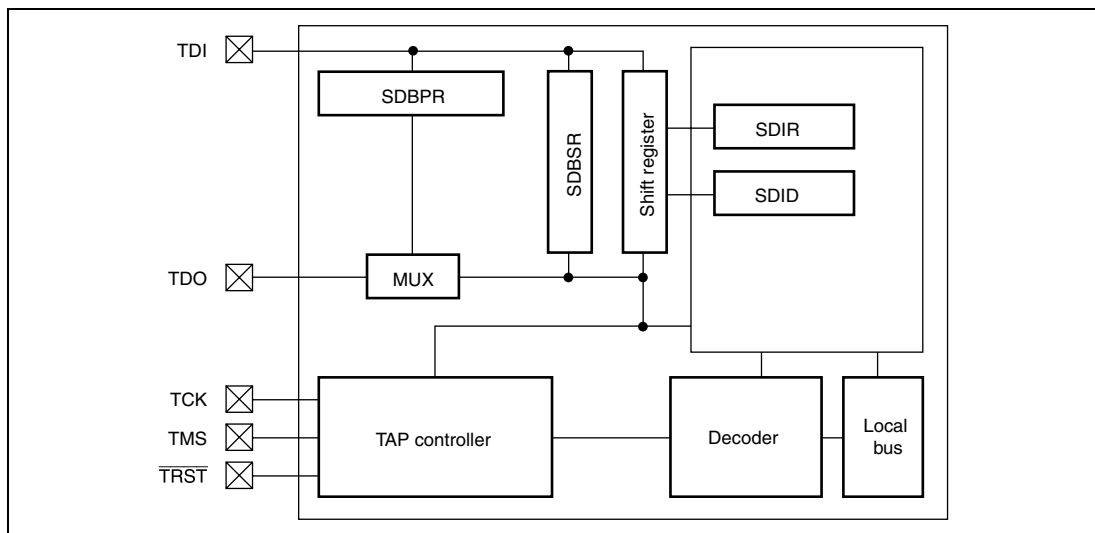 TDI
SDBPR
SDBSR
Shift register
SDIR
SDID
TDO
MUX
TCK
TMS
TRST
TAP controller
Decoder
Local
bus